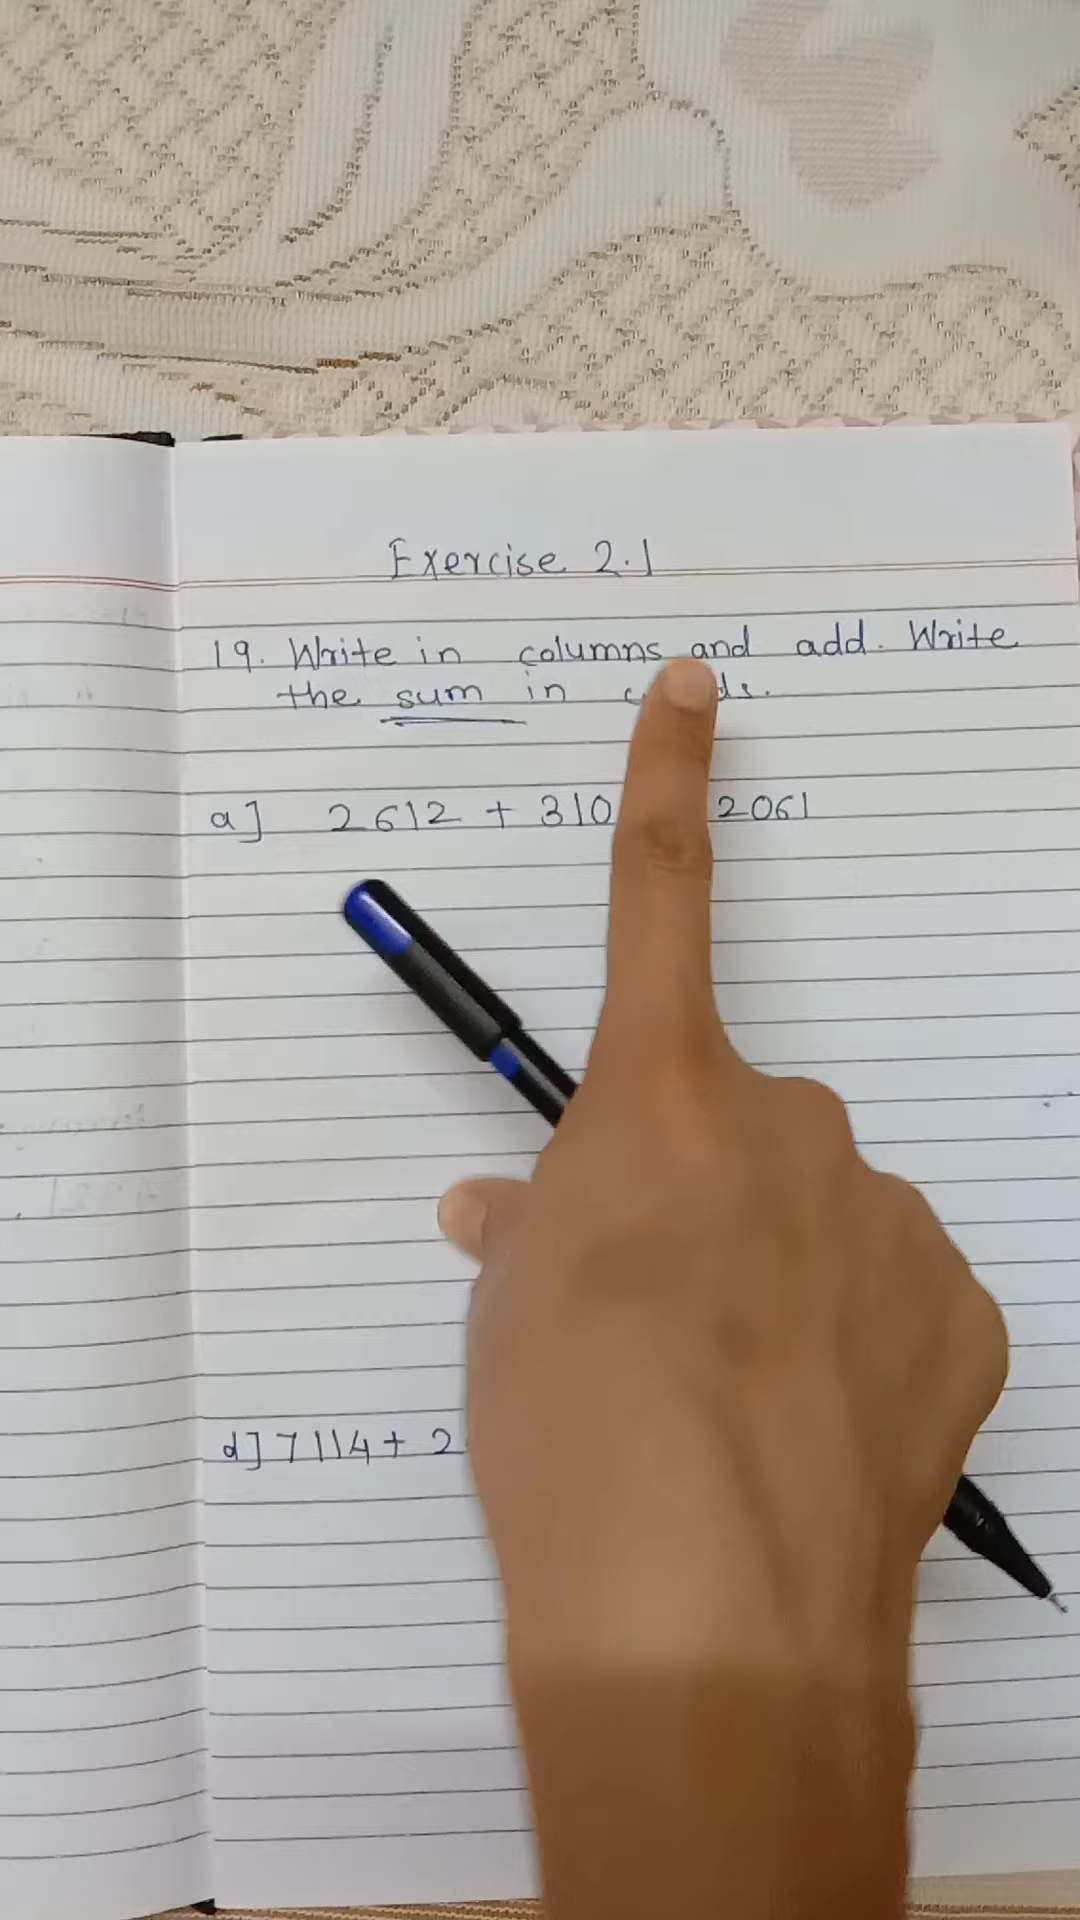 Exercise 2.1
19. Write in columns and add. Write
the sum in
a] 2612 + 310 2061
d] 7114 + 2